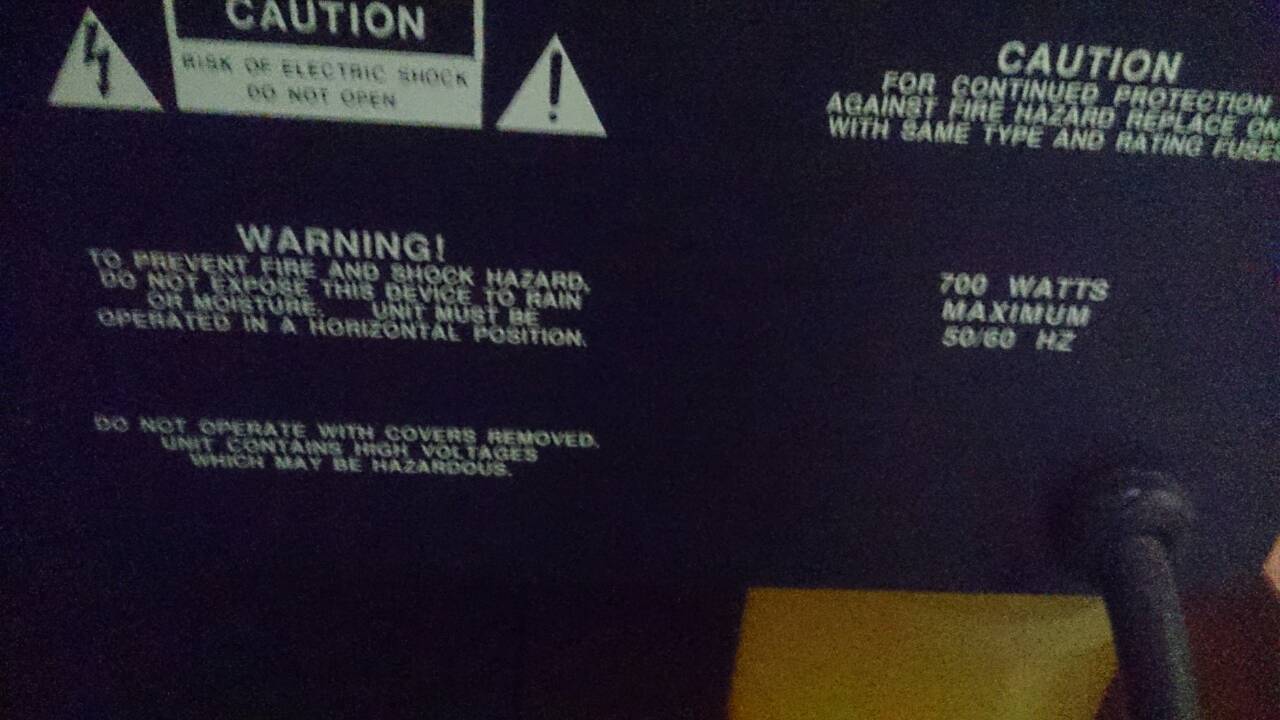 CAUTION
RISK OF ELECTRIC SHOCK
DO NOT OPEN
CAUTION
FOR CONTINUED PROTECTION
AGAINST FIRE HAZARD REPLACE
WITH SAME TYPE AND RATING FUSES
WARNING!
TO PREVENT FIRE AND SHOCK HAZARD,
DO NOT EXPOSE THIS DEVICE TO RAIN
OR MOISTURE. UNIT MUST BE
OPERATED IN A HORIZONTAL POSITION.
700 WATTS
MAXIMUM
50/60 HZ
DO NOT OPERATE WITH COVERS REMOVED.
UNIT CONTAINS HIGH VOLTAGES
WHICH MAY BE HAZARDOUS.